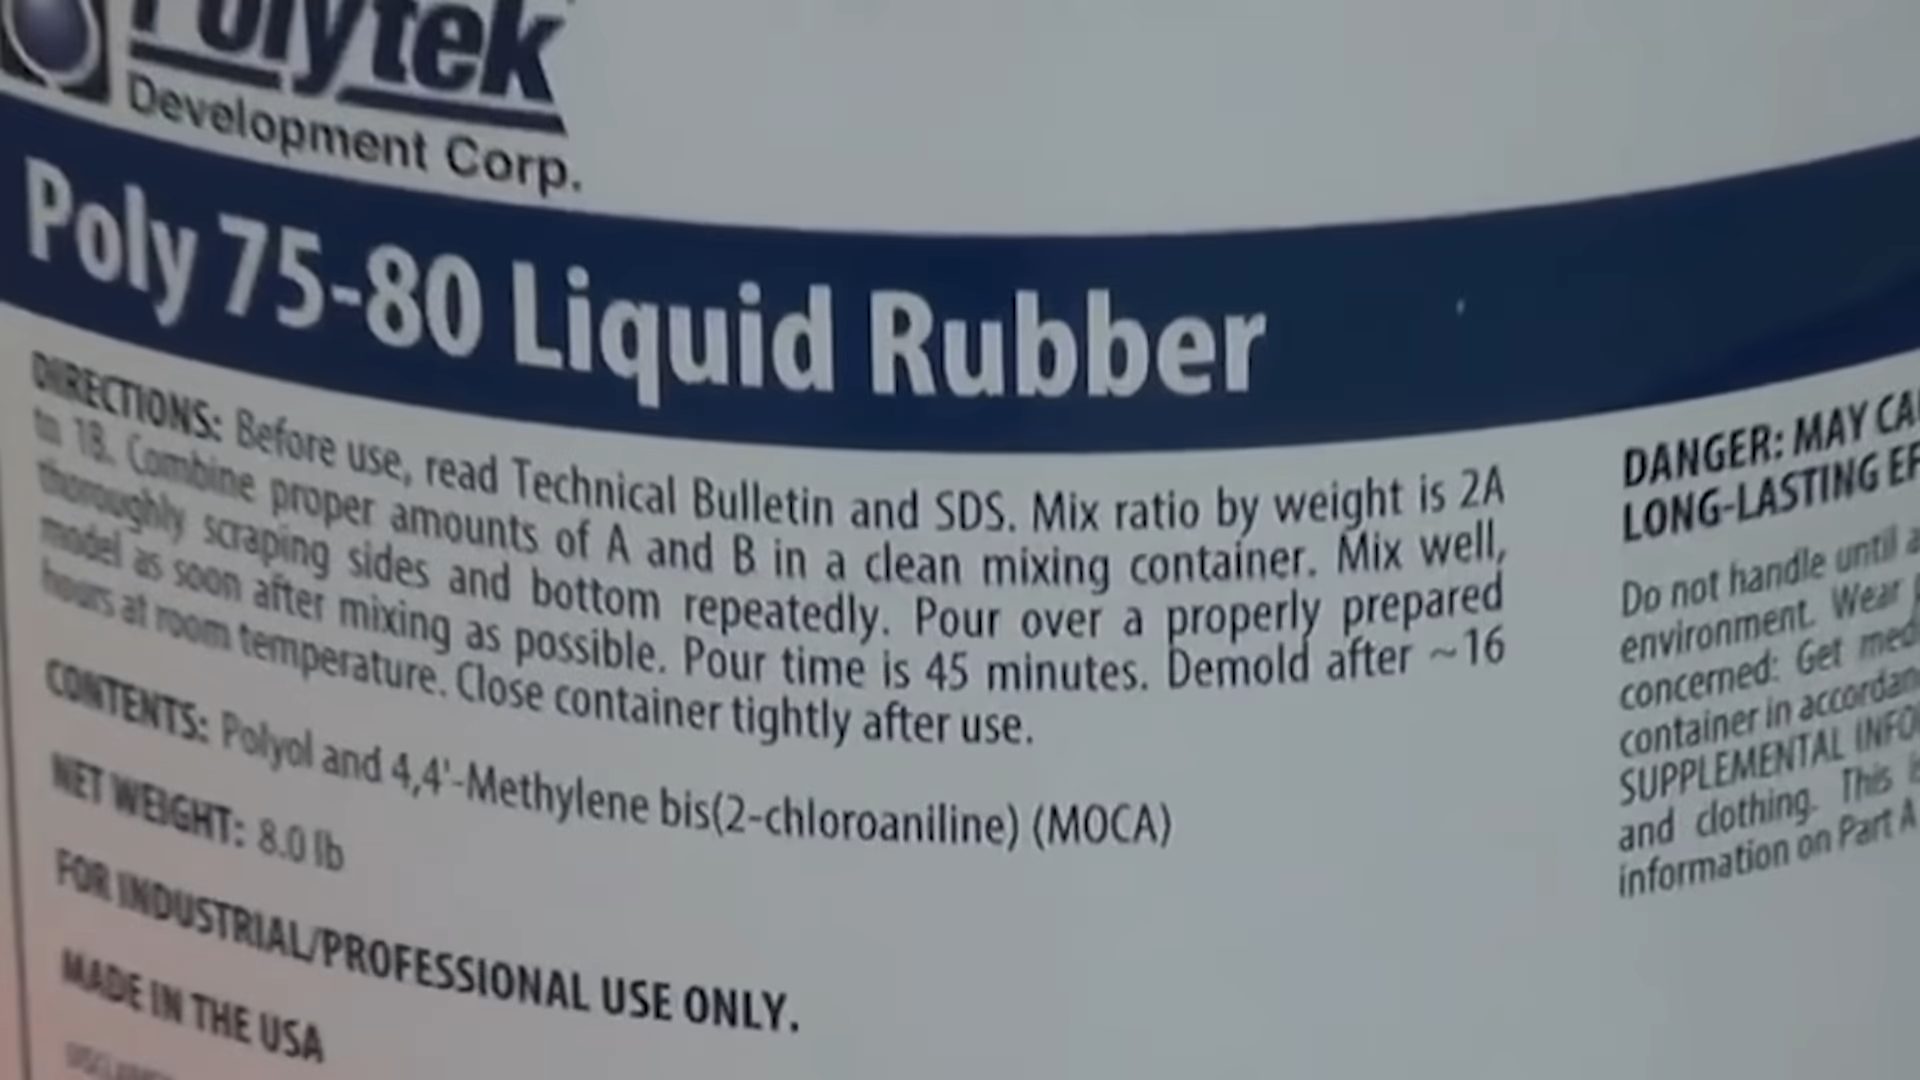 Polytek
Development Corp.
Poly 75-80 Liquid Rubber
DIRECTIONS: Before use, read Technical Bulletin and SDS. Mix ratio by weight is 2A
to 1B. Combine proper amounts of A and B in a clean mixing container. Mix well,
thoroughly scraping sides and bottom repeatedly. Pour over a properly prepared
model as soon after mixing as possible. Pour time is 45 minutes. Demold after ~16
hours at room temperature. Close container tightly after use.
CONTENTS: Polyol and 4,4'-Methylene bis(2-chloroaniline) (MOCA)
NET WEIGHT: 8.0 lb
FOR INDUSTRIAL/PROFESSIONAL USE ONLY.
MADE IN THE USA
DANGER: MAY
LONG-LASTING
Do not handle until
environment. Wear
concerned: Get
container in
SUPPLEMENTAL
and clothing. This
information on Part A